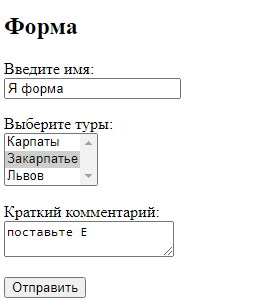 Форма
Введите имя:
Я форма
Выберите туры:
Карпаты
Закарпатье
Львов
Краткий комментарий:
поставьте Е
Отправить